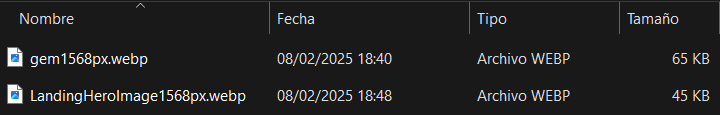 Nombre Fecha Tipo Tamaño
gem1568px.webp 08/02/2025 18:40 Archivo WEBP 65 KB
LandingHeroImage1568px.webp 08/02/2025 18:48 Archivo WEBP 45 KB